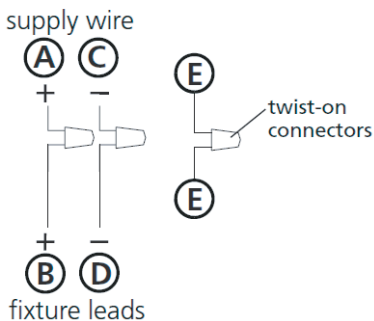 supply wire
A C
+ −
E
twist-on
connectors
E
+ −
B D
fixture leads